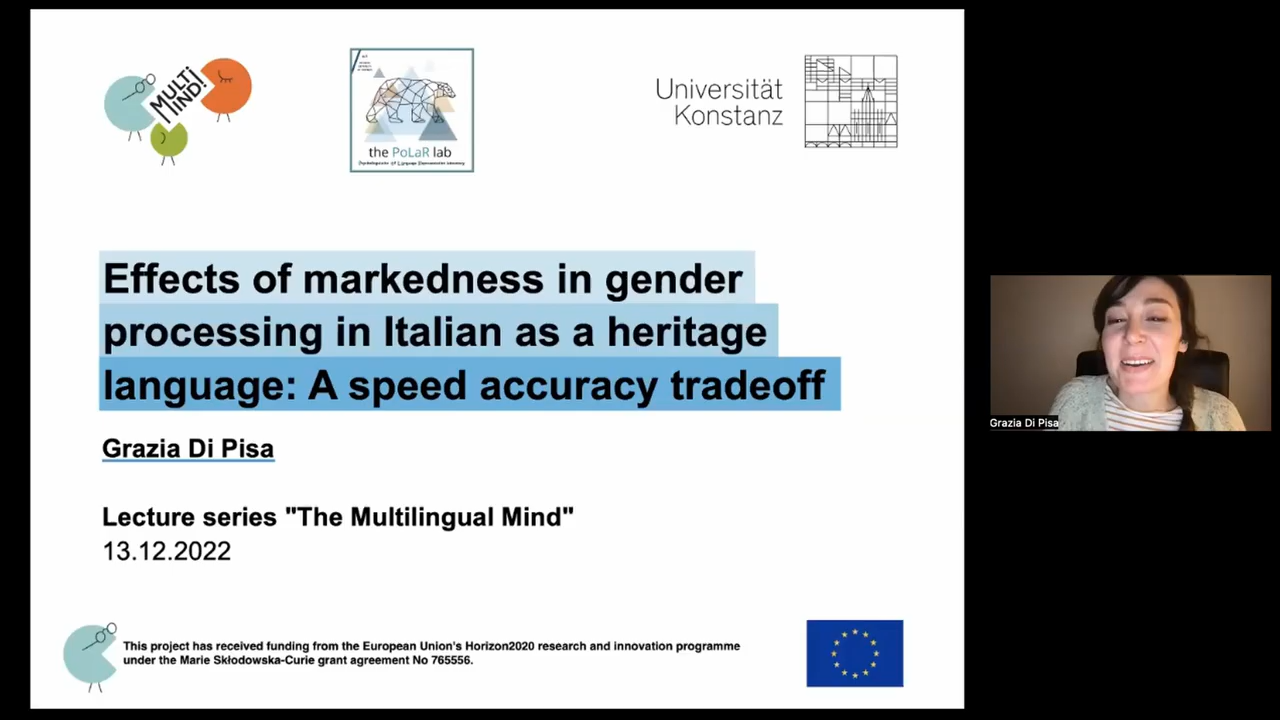 MULTI
MIND!
the PoLaR lab
Universität
Konstanz
Effects of markedness in gender
processing in Italian as a heritage
language: A speed accuracy tradeoff
Grazia Di Pisa
Lecture series "The Multilingual Mind"
13.12.2022
This project has received funding from the European Union's Horizon2020 research and innovation programme
under the Marie Skłodowska-Curie grant agreement No 765556.
Grazia Di Pisa